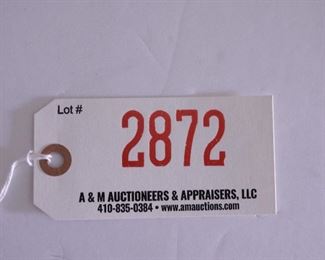 Lot #
2872
A & M AUCTIONEERS & APPRAISERS, LLC
410-835-0384 • www.amauctions.com